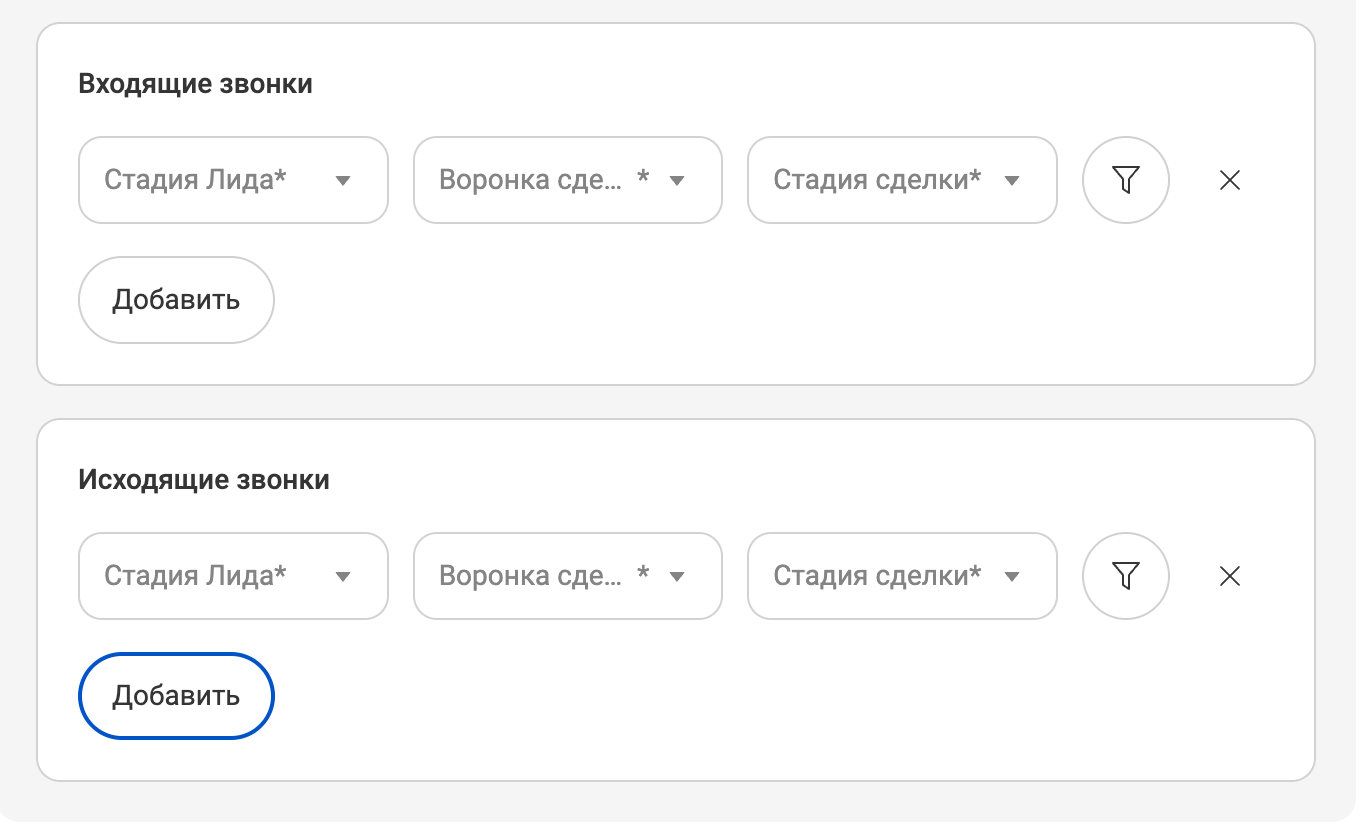 Входящие звонки
Стадия Лида* Воронка сде... * Стадия сделки*
Добавить
Исходящие звонки
Стадия Лида* Воронка сде... * Стадия сделки*
Добавить